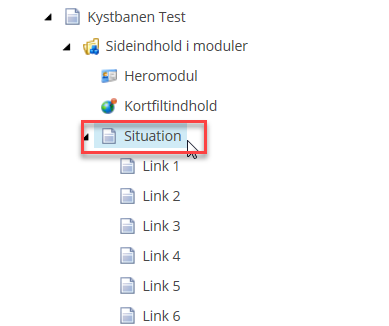 Kystbanen Test
Sideindhold i moduler
Heromodul
Kortfiltindhold
Situation
Link 1
Link 2
Link 3
Link 4
Link 5
Link 6